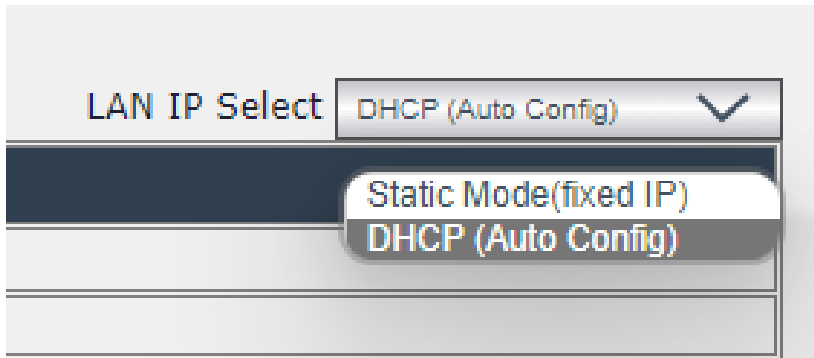 LAN IP Select DHCP (Auto Config)
Static Mode(fixed IP)
DHCP (Auto Config)